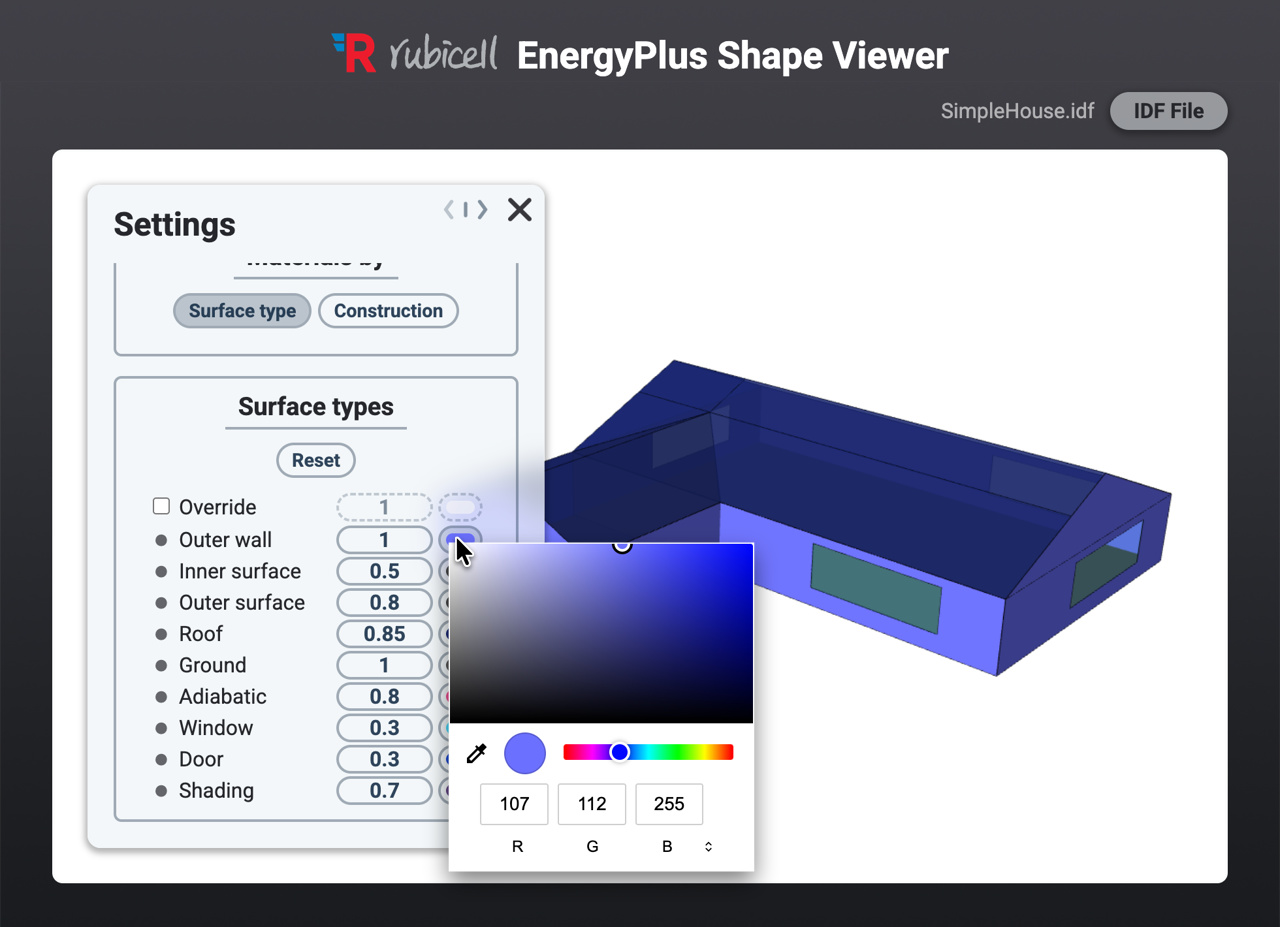 rubicell EnergyPlus Shape Viewer
SimpleHouse.idf IDF File
Settings
Materials by
Surface type Construction
Surface types
Reset
Override 1
Outer wall 1
Inner surface 0.5
Outer surface 0.8
Roof 0.85
Ground 1
Adiabatic 0.8
Window 0.3
Door 0.3
Shading 0.7
107 112 255
R G B